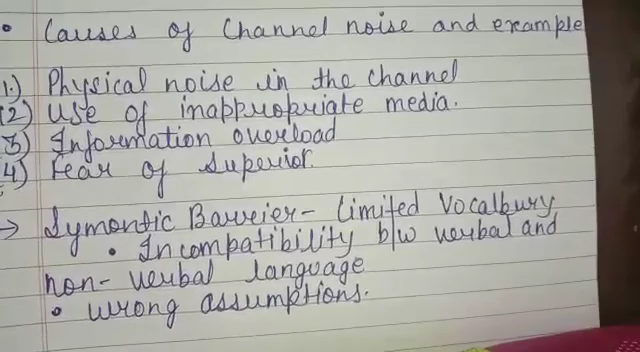 • Causes of Channel noise and example
1.) Physical noise in the channel
(2) Use of inappropriate media.
3) Information overload
4) Fear of superior.
→ Symontic Barreier - limited Vocalbury
• Incompatibility b/w verbal and
non-verbal language
• wrong assumptions.